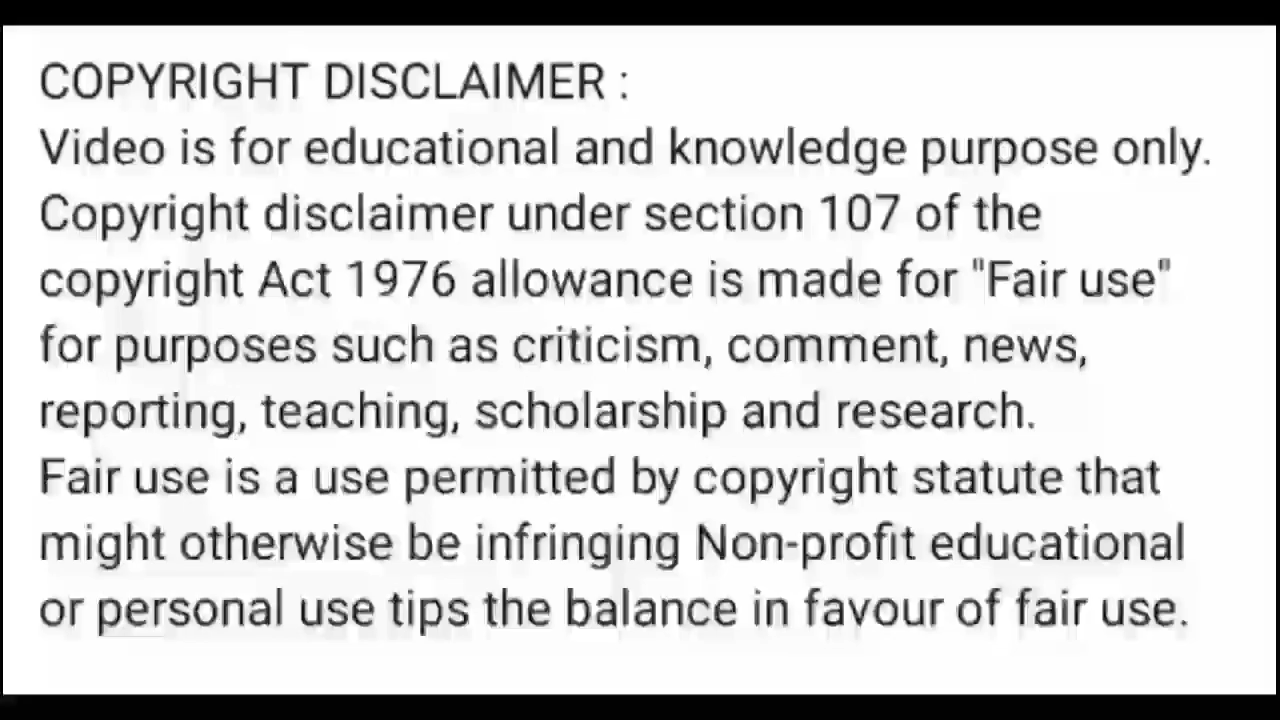 COPYRIGHT DISCLAIMER :
Video is for educational and knowledge purpose only.
Copyright disclaimer under section 107 of the
copyright Act 1976 allowance is made for "Fair use"
for purposes such as criticism, comment, news,
reporting, teaching, scholarship and research.
Fair use is a use permitted by copyright statute that
might otherwise be infringing Non-profit educational
or personal use tips the balance in favour of fair use.